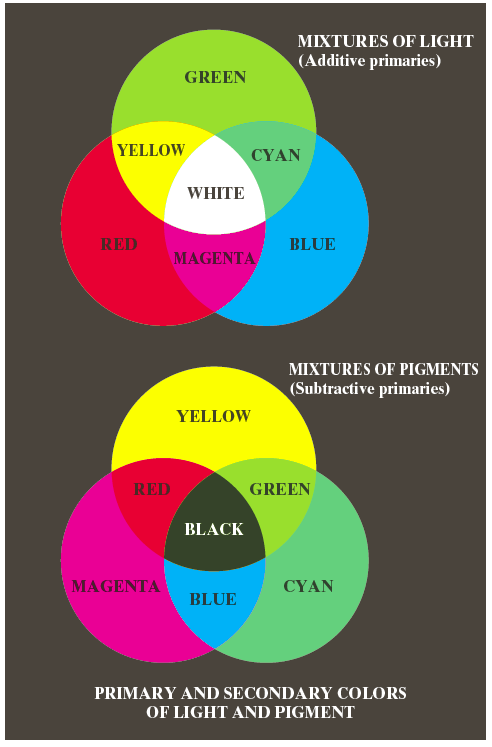 MIXTURES OF LIGHT
(Additive primaries)
GREEN
YELLOW
CYAN
WHITE
RED
BLUE
MAGENTA
MIXTURES OF PIGMENTS
(Subtractive primaries)
YELLOW
RED
GREEN
BLACK
MAGENTA
CYAN
BLUE
PRIMARY AND SECONDARY COLORS
OF LIGHT AND PIGMENT